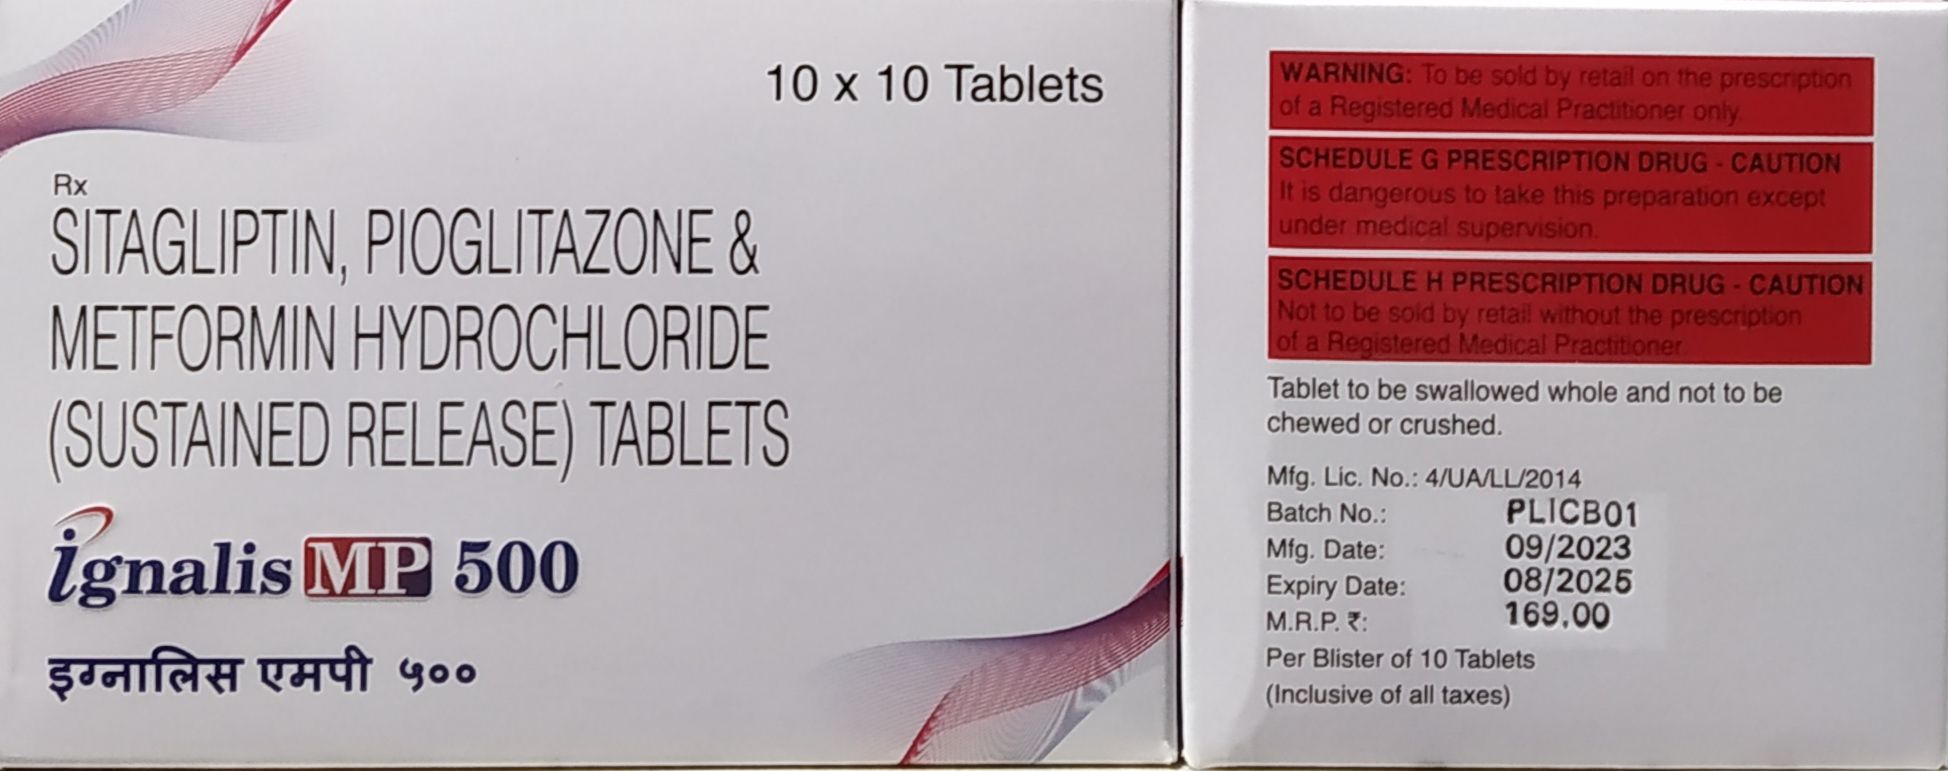 10 x 10 Tablets
Rx
SITAGLIPTIN, PIOGLITAZONE &
METFORMIN HYDROCHLORIDE
(SUSTAINED RELEASE) TABLETS
ignalis MP 500
इग्नालिस एमपी ५००
WARNING: To be sold by retail on the prescription
of a Registered Medical Practitioner only.
SCHEDULE G PRESCRIPTION DRUG - CAUTION
It is dangerous to take this preparation except
under medical supervision.
SCHEDULE H PRESCRIPTION DRUG - CAUTION
Not to be sold by retail without the prescription
of a Registered Medical Practitioner.
Tablet to be swallowed whole and not to be
chewed or crushed.
Mfg. Lic. No.: 4/UA/LL/2014
Batch No.: PLICB01
Mfg. Date: 09/2023
Expiry Date: 08/2025
M.R.P. ₹: 169.00
Per Blister of 10 Tablets
(Inclusive of all taxes)